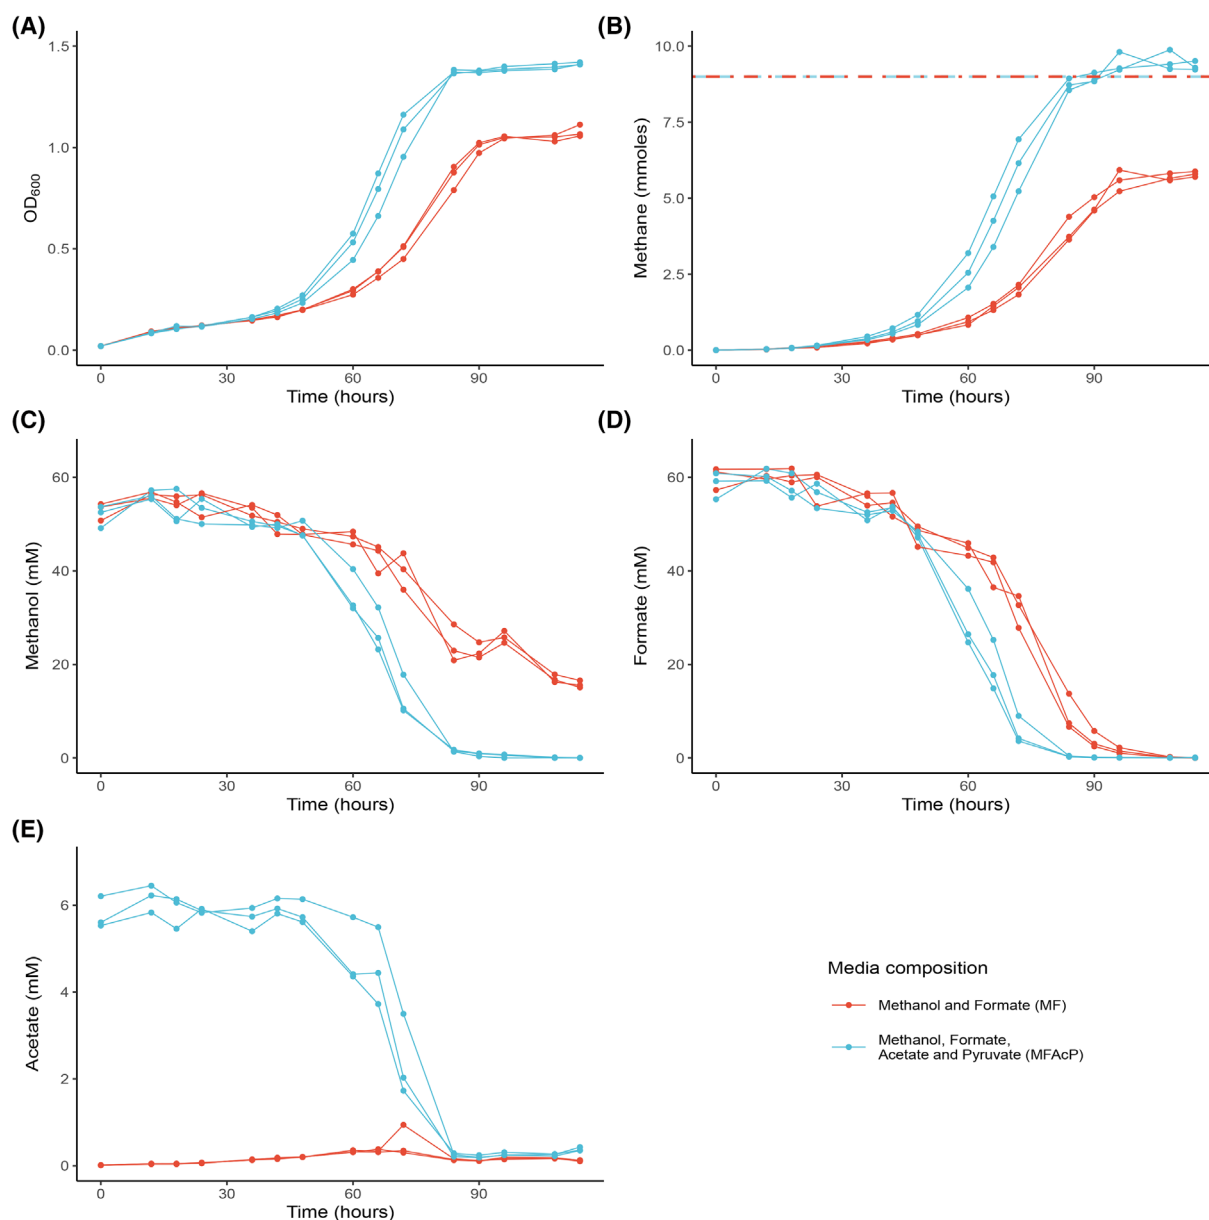 (A)
1.5
1.0
0.5
0.0
OD600
0
30
60
90
Time (hours)
(B)
10.0
7.5
5.0
2.5
0.0
Methane (mmoles)
0
30
60
90
Time (hours)
(C)
60
40
20
0
Methanol (mM)
0
30
60
90
Time (hours)
(D)
60
40
20
0
Formate (mM)
0
30
60
90
Time (hours)
(E)
6
4
2
0
Acetate (mM)
0
30
60
90
Time (hours)
Media composition
Methanol and Formate (MF)
Methanol, Formate,
Acetate and Pyruvate (MFAcP)